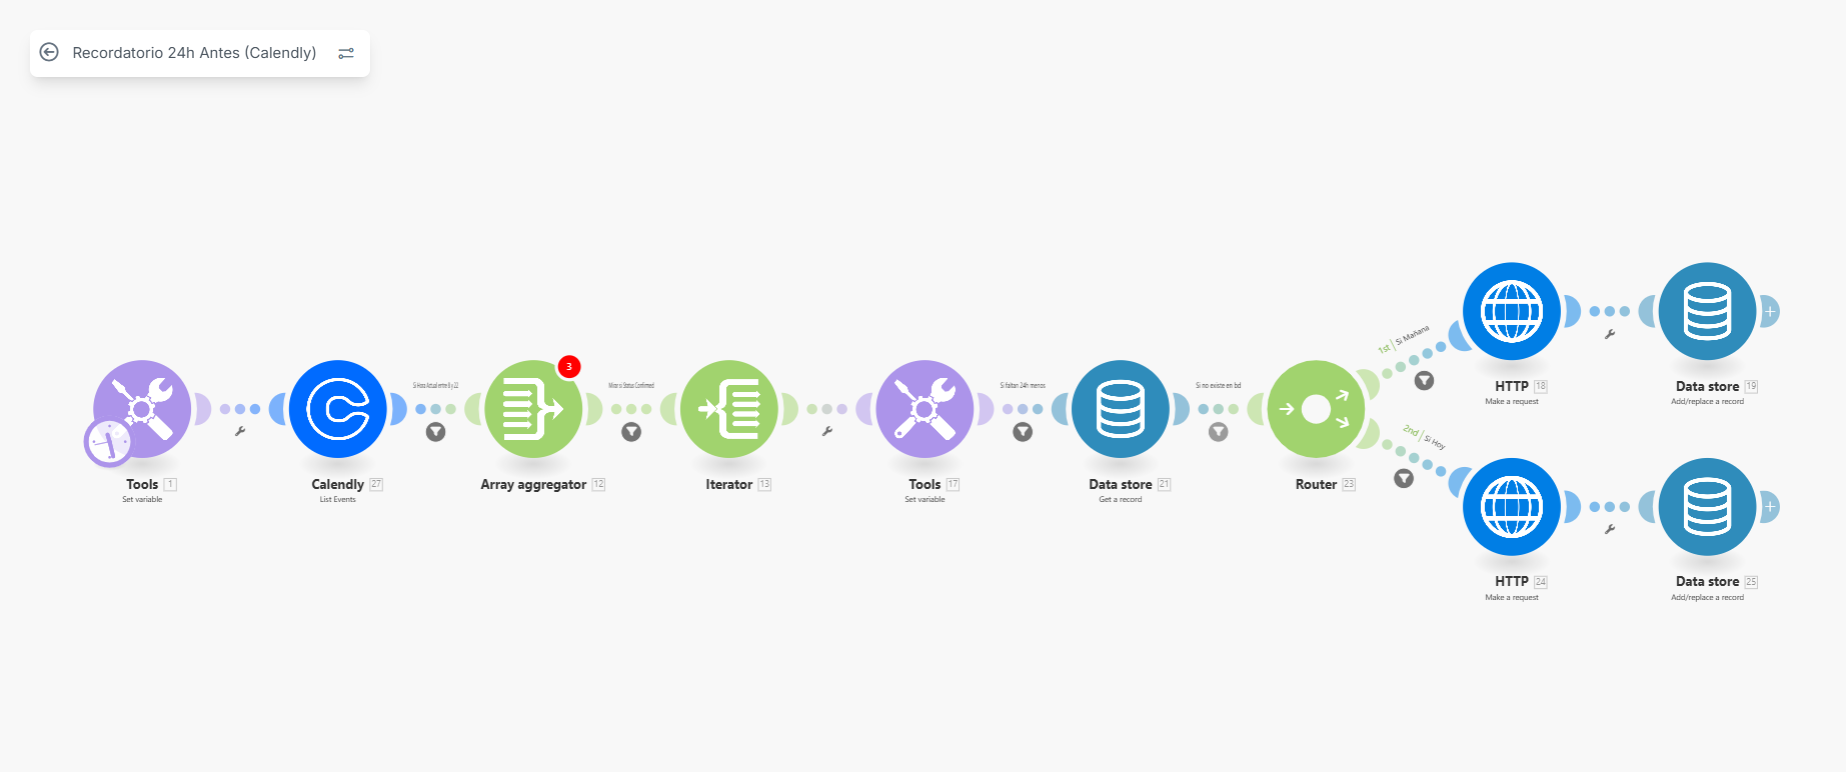 Recordatorio 24h Antes (Calendly)
Si Hora Actual entre 9 y 22
3
Mirar si Status Confirmed
Si faltan 24h menos
Si no existe en bd
1st | Si Mañana
2nd | Si Hoy
Tools 1
Set variable
Calendly 27
List Events
Array aggregator 12
Iterator 13
Tools 17
Set variable
Data store 21
Get a record
Router 23
HTTP 18
Make a request
Data store 19
Add/replace a record
HTTP 24
Make a request
Data store 25
Add/replace a record